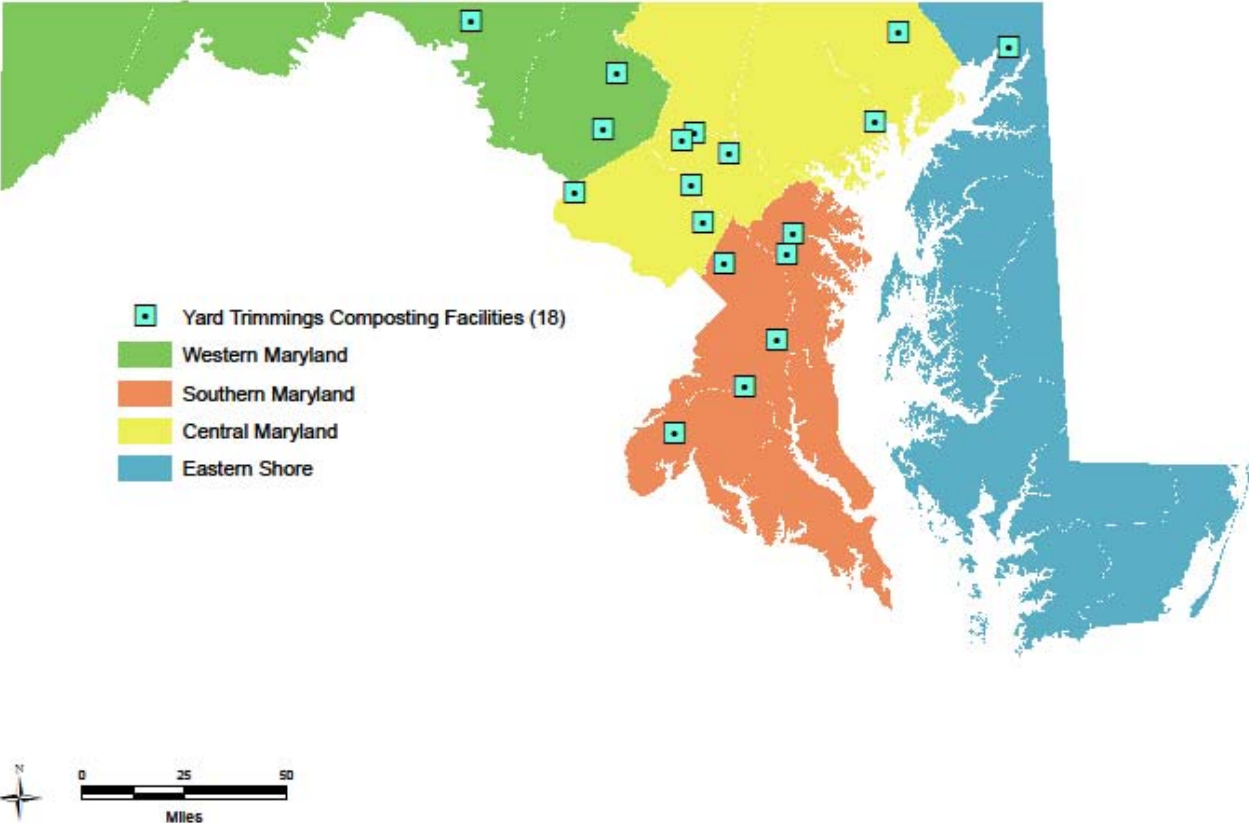 Yard Trimmings Composting Facilities (18)
Western Maryland
Southern Maryland
Central Maryland
Eastern Shore
N
0 25 50
Miles